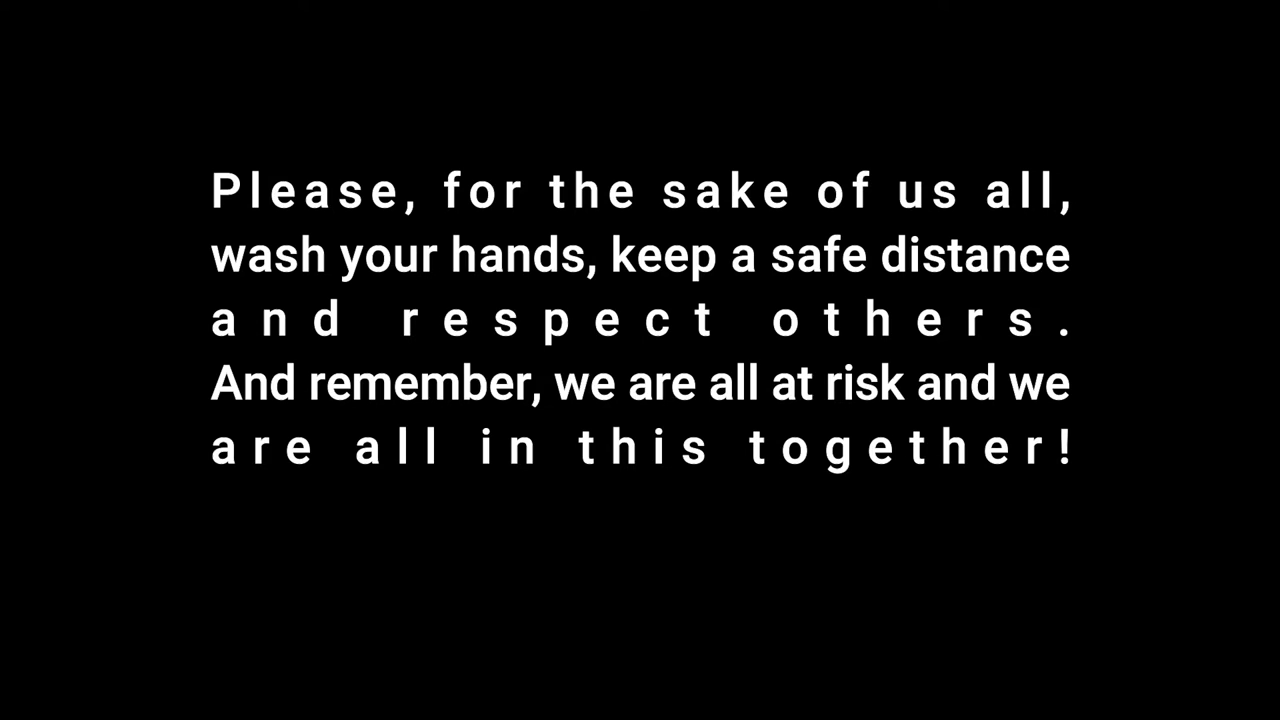 Please, for the sake of us all,
wash your hands, keep a safe distance
and respect others.
And remember, we are all at risk and we
are all in this together!